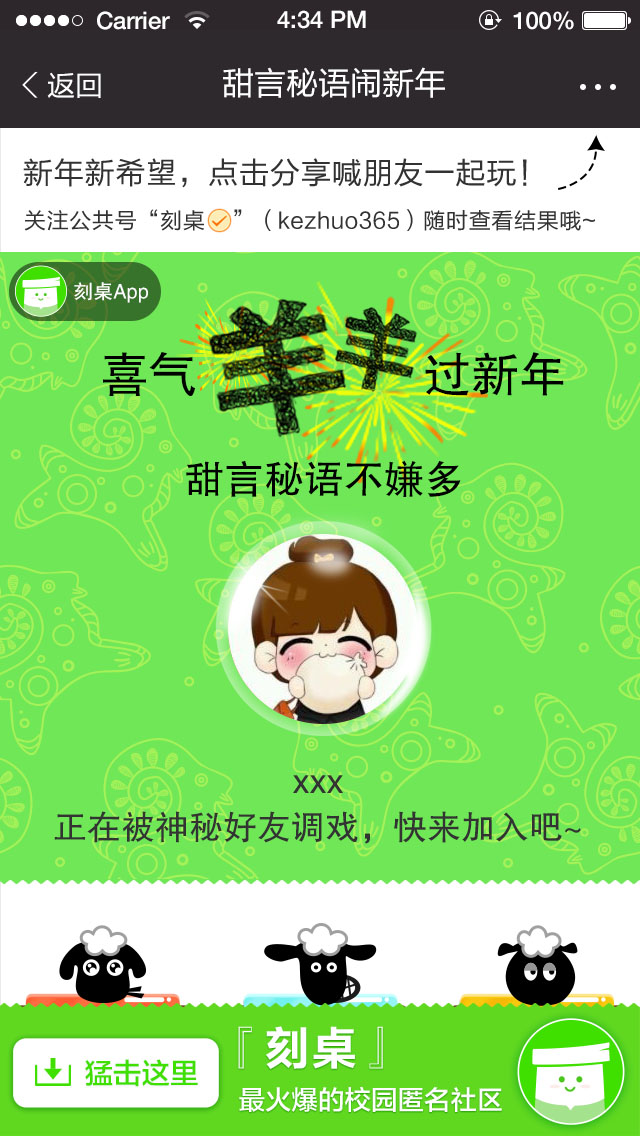 Carrier 4:34 PM 100%
返回 甜言秘语闹新年
新年新希望，点击分享喊朋友一起玩！
关注公共号“刻桌”（kezhuo365）随时查看结果哦~
刻桌App
喜气羊羊过新年
甜言秘语不嫌多
xxx
正在被神秘好友调戏，快来加入吧~
猛击这里
『刻桌』
最火爆的校园匿名社区